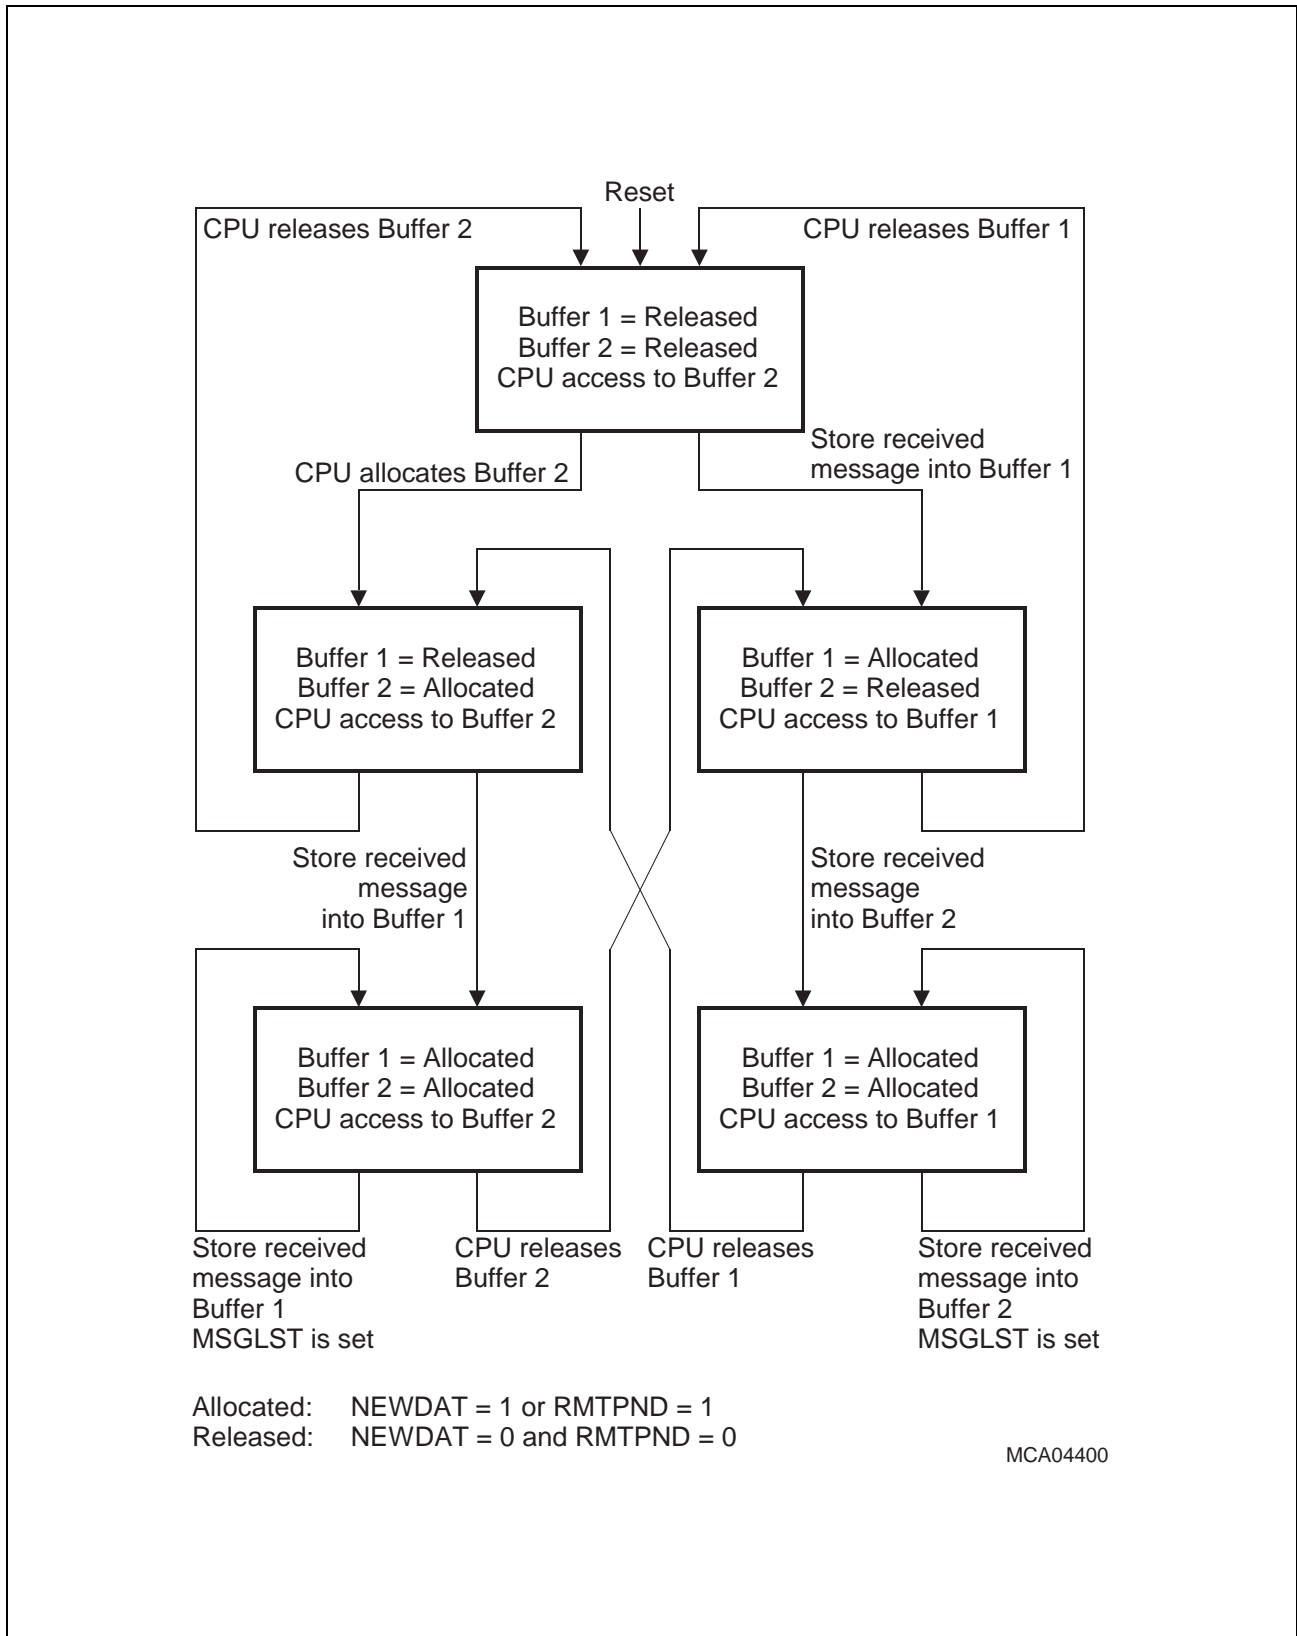 Reset
CPU releases Buffer 2
CPU releases Buffer 1
Buffer 1 = Released
Buffer 2 = Released
CPU access to Buffer 2
CPU allocates Buffer 2
Store received
message into Buffer 1
Buffer 1 = Released
Buffer 2 = Allocated
CPU access to Buffer 2
Buffer 1 = Allocated
Buffer 2 = Released
CPU access to Buffer 1
Store received
message
into Buffer 1
Store received
message
into Buffer 2
Buffer 1 = Allocated
Buffer 2 = Allocated
CPU access to Buffer 2
Buffer 1 = Allocated
Buffer 2 = Allocated
CPU access to Buffer 1
Store received
message into
Buffer 1
MSGLST is set
CPU releases
Buffer 2
CPU releases
Buffer 1
Store received
message into
Buffer 2
MSGLST is set
Allocated: NEWDAT = 1 or RMTPND = 1
Released: NEWDAT = 0 and RMTPND = 0
MCA04400